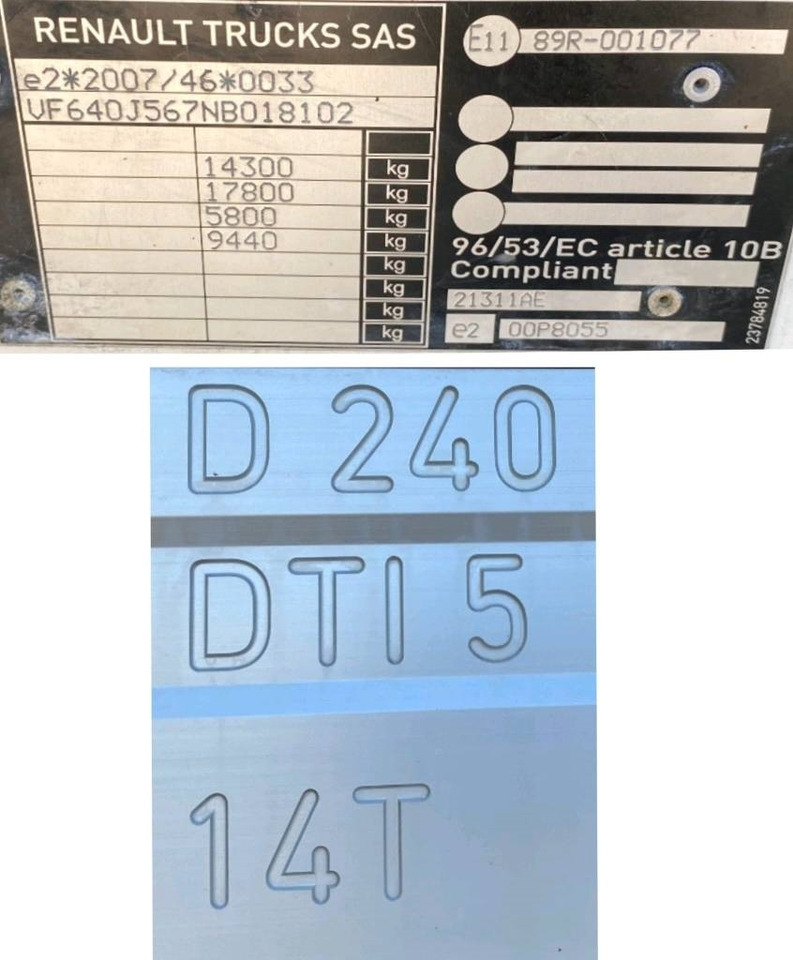 RENAULT TRUCKS SAS
e2*2007/46*0033
VF640J567NB018102
14300 kg
17800 kg
5800 kg
9440 kg
kg
kg
kg
kg
E11 89R-001077
96/53/EC article 10B
Compliant
21311AE
e2 00P8055
23784819
D 240
DTI 5
14T